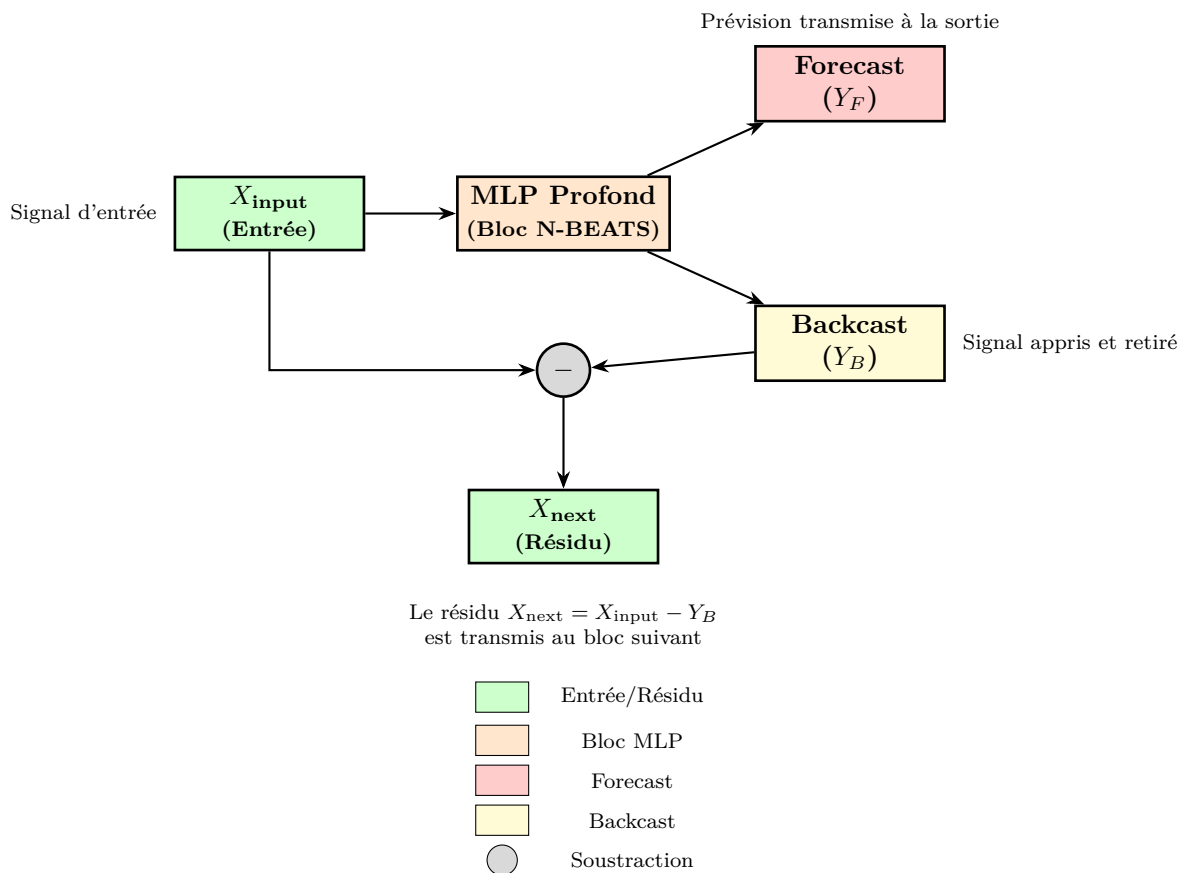 Prévision transmise à la sortie
Forecast
(Y_F)
Signal d'entrée
X_input
(Entrée)
MLP Profond
(Bloc N-BEATS)
Backcast
(Y_B)
Signal appris et retiré
−
X_next
(Résidu)
Le résidu X_next = X_input − Y_B
est transmis au bloc suivant
Entrée/Résidu
Bloc MLP
Forecast
Backcast
Soustraction